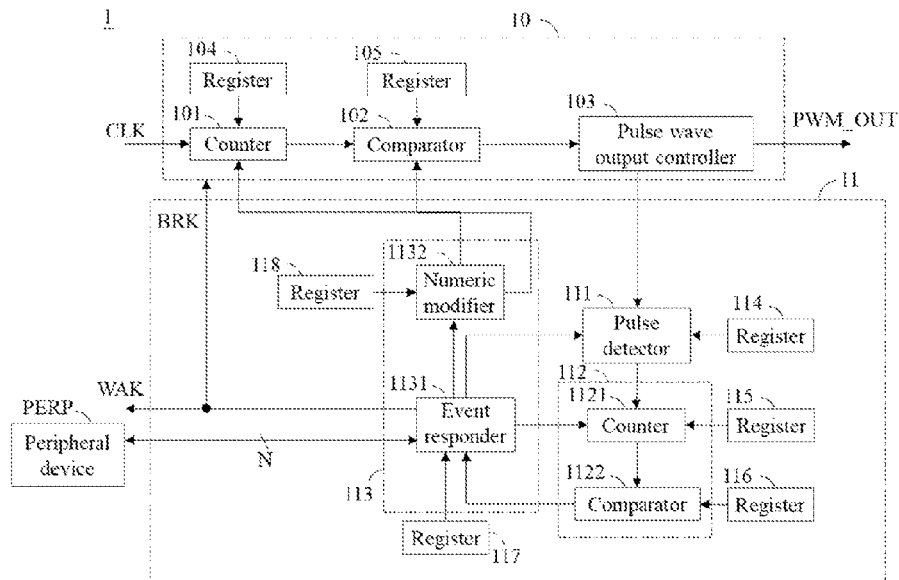 1
10
104
Register
105
Register
101
Counter
102
Comparator
103
Pulse wave
output controller
CLK
PWM_OUT
11
BRK
1132
Numeric
modifier
118
Register
111
Pulse
detector
114
Register
112
WAK
PERP
Peripheral
device
N
1131
Event
responder
1121
Counter
115
Register
1122
Comparator
116
Register
113
Register
117